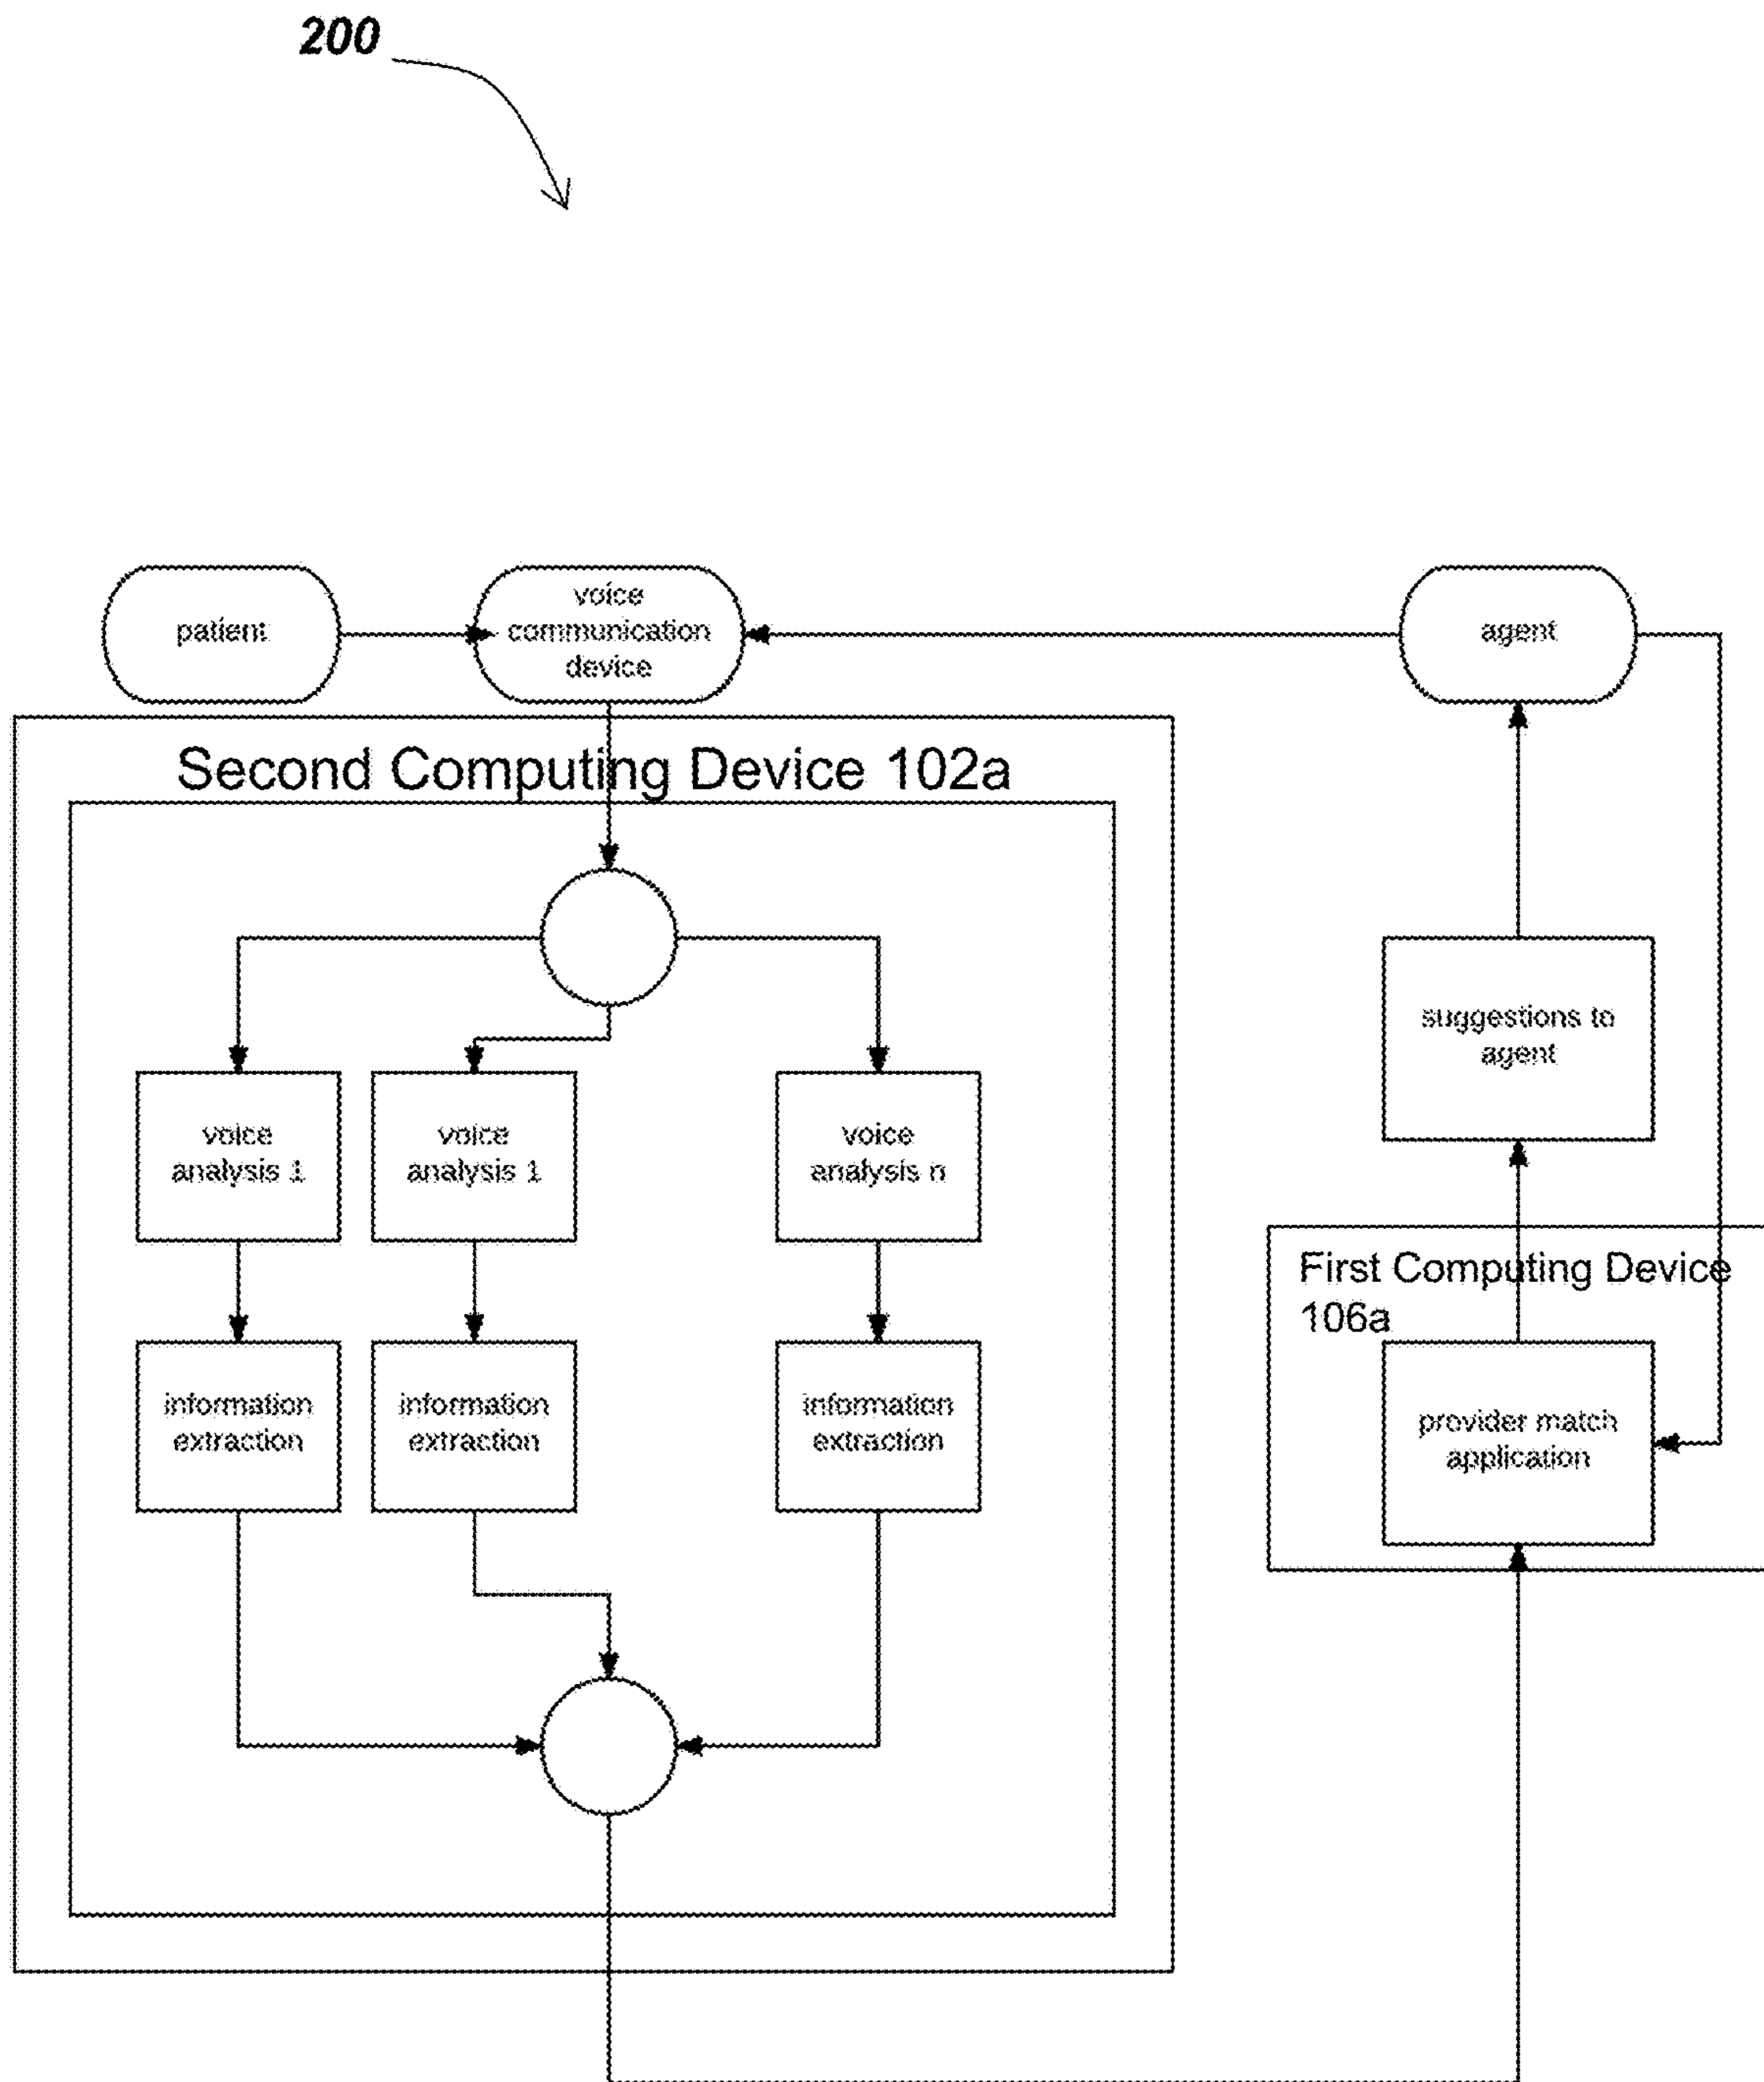 200
patient
voice
communication
device
agent
Second Computing Device 102a
suggestions to
agent
voice
analysis 1
voice
analysis 1
voice
analysis n
First Computing Device
106a
information
extraction
information
extraction
information
extraction
provider match
application